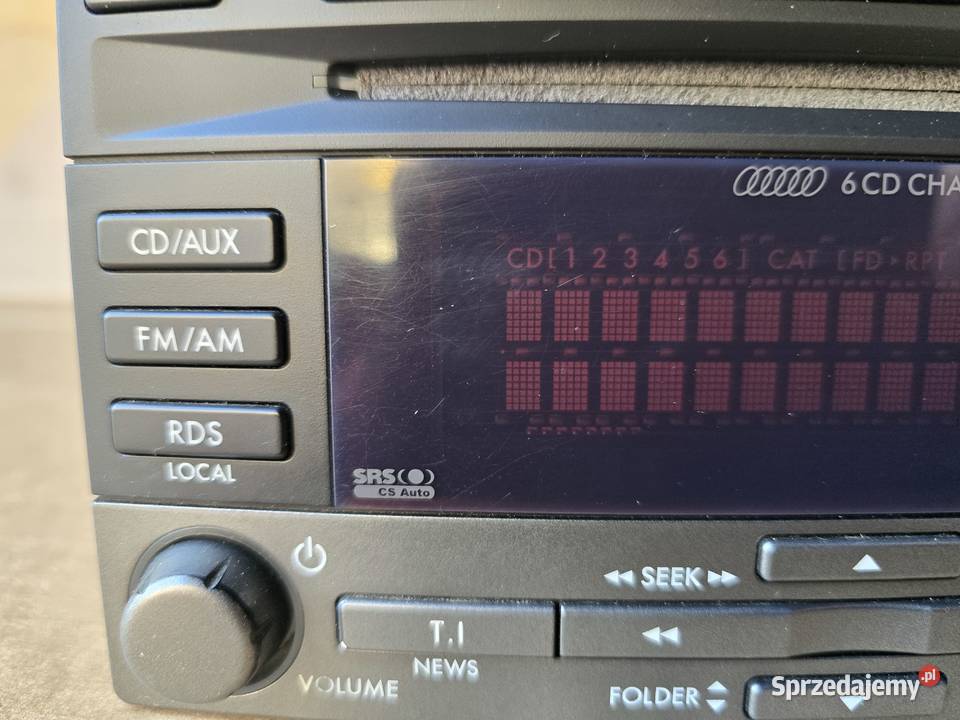 6 CD CHA
CD/AUX
CD [ 1 2 3 4 5 6 ] CAT [ FD ▸ RPT
FM/AM
RDS
LOCAL
SRS(●)
CS Auto
◀◀ SEEK ▶▶
▲
T.I
◀◀
NEWS
VOLUME
FOLDER
Sprzedajemy.pl